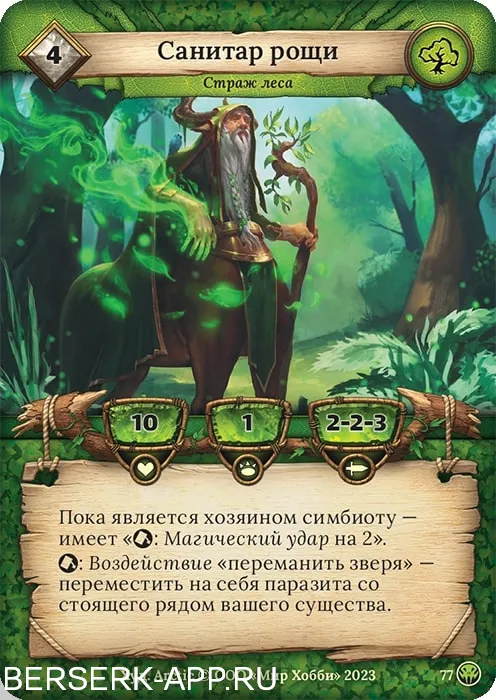 4
Санитар рощи
Страж леса
10
1
2-2-3
Пока является хозяином симбиоту —
имеет «: Магический удар на 2».
: Воздействие «переманить зверя» —
переместить на себя паразита со
стоящего рядом вашего существа.
«Мир Хобби» 2023
77
BERSERK-APP.RU